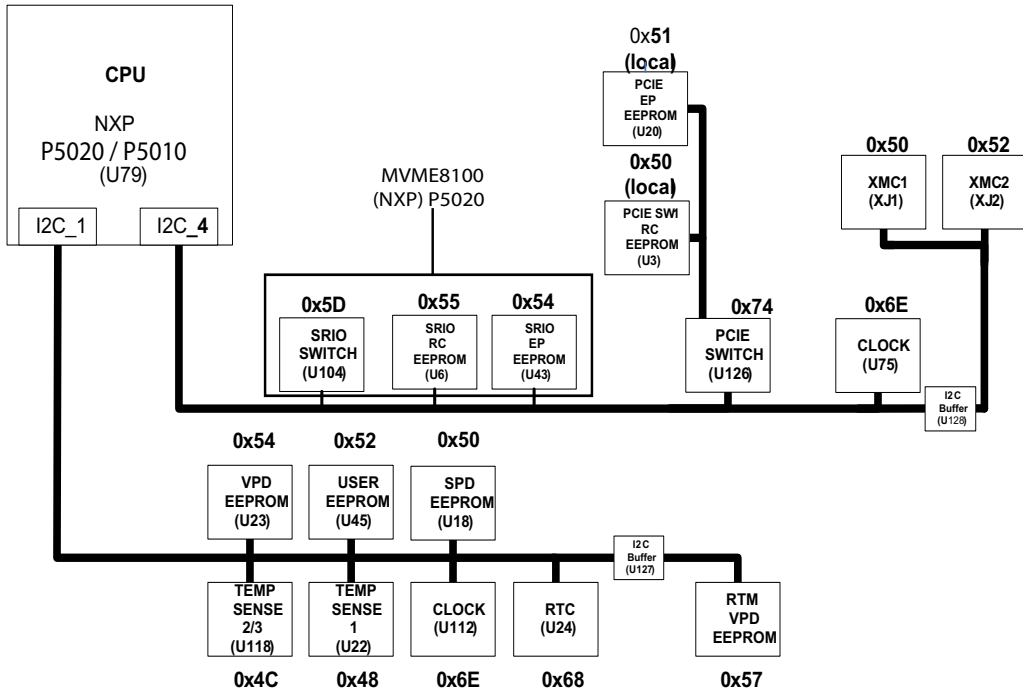 CPU
NXP
P5020 / P5010
(U79)
I2C_1
I2C_4
MVME8100
(NXP) P5020
0x51
(local)
PCIE
EP
EEPROM
(U20)
0x50
(local)
PCIE SW1
RC
EEPROM
(U3)
0x50
XMC1
(XJ1)
0x52
XMC2
(XJ2)
0x5D
SRIO
SWITCH
(U104)
0x55
SRIO
RC
EEPROM
(U6)
0x54
SRIO
EP
EEPROM
(U43)
0x74
PCIE
SWITCH
(U126)
0x6E
CLOCK
(U75)
I2C
Buffer
(U128)
0x54
VPD
EEPROM
(U23)
0x52
USER
EEPROM
(U45)
0x50
SPD
EEPROM
(U18)
I2C
Buffer
(U127)
TEMP
SENSE
2/3
(U118)
0x4C
TEMP
SENSE
1
(U22)
0x48
CLOCK
(U112)
0x6E
RTC
(U24)
0x68
RTM
VPD
EEPROM
0x57